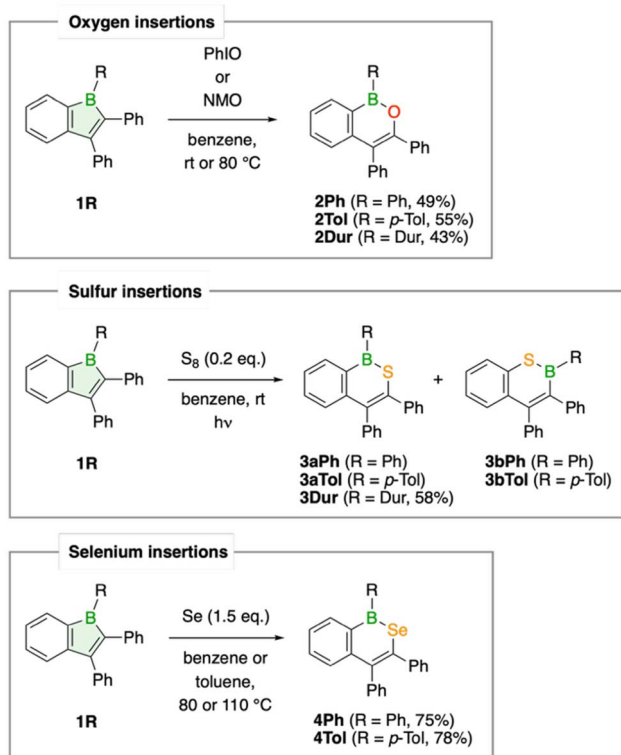 Oxygen insertions
R
B
Ph
Ph
1R
PhIO
or
NMO
benzene,
rt or 80 °C
R
B
O
Ph
Ph
2Ph (R = Ph, 49%)
2Tol (R = p-Tol, 55%)
2Dur (R = Dur, 43%)
Sulfur insertions
R
B
Ph
Ph
1R
S₈ (0.2 eq.)
benzene, rt
hν
R
B
S
Ph
Ph
3aPh (R = Ph)
3aTol (R = p-Tol)
3Dur (R = Dur, 58%)
+
R
S
B
Ph
Ph
3bPh (R = Ph)
3bTol (R = p-Tol)
Selenium insertions
R
B
Ph
Ph
1R
Se (1.5 eq.)
benzene or
toluene,
80 or 110 °C
R
B
Se
Ph
Ph
4Ph (R = Ph, 75%)
4Tol (R = p-Tol, 78%)